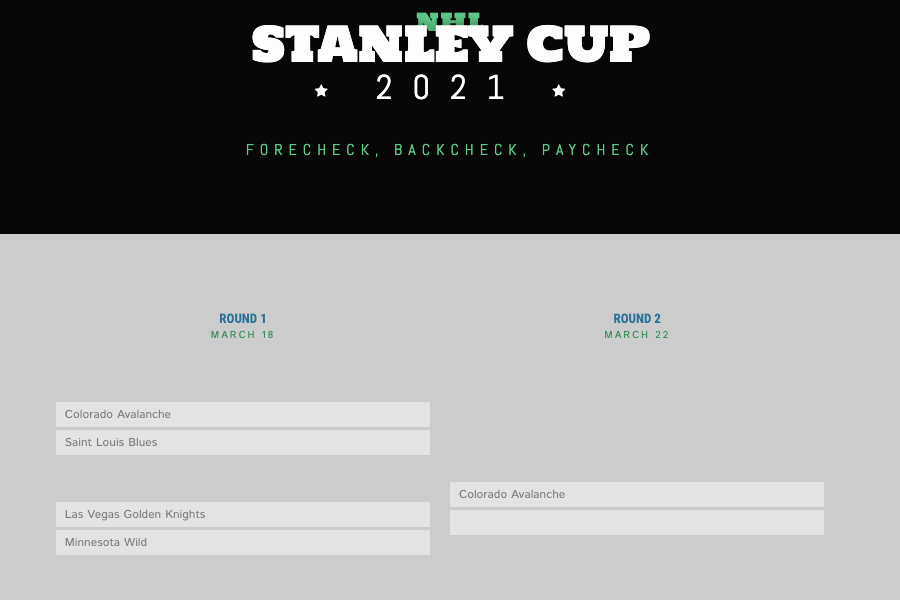 NHL
STANLEY CUP
2021
FORECHECK, BACKCHECK, PAYCHECK
ROUND 1
MARCH 18
Colorado Avalanche
Saint Louis Blues
Las Vegas Golden Knights
Minnesota Wild
ROUND 2
MARCH 22
Colorado Avalanche